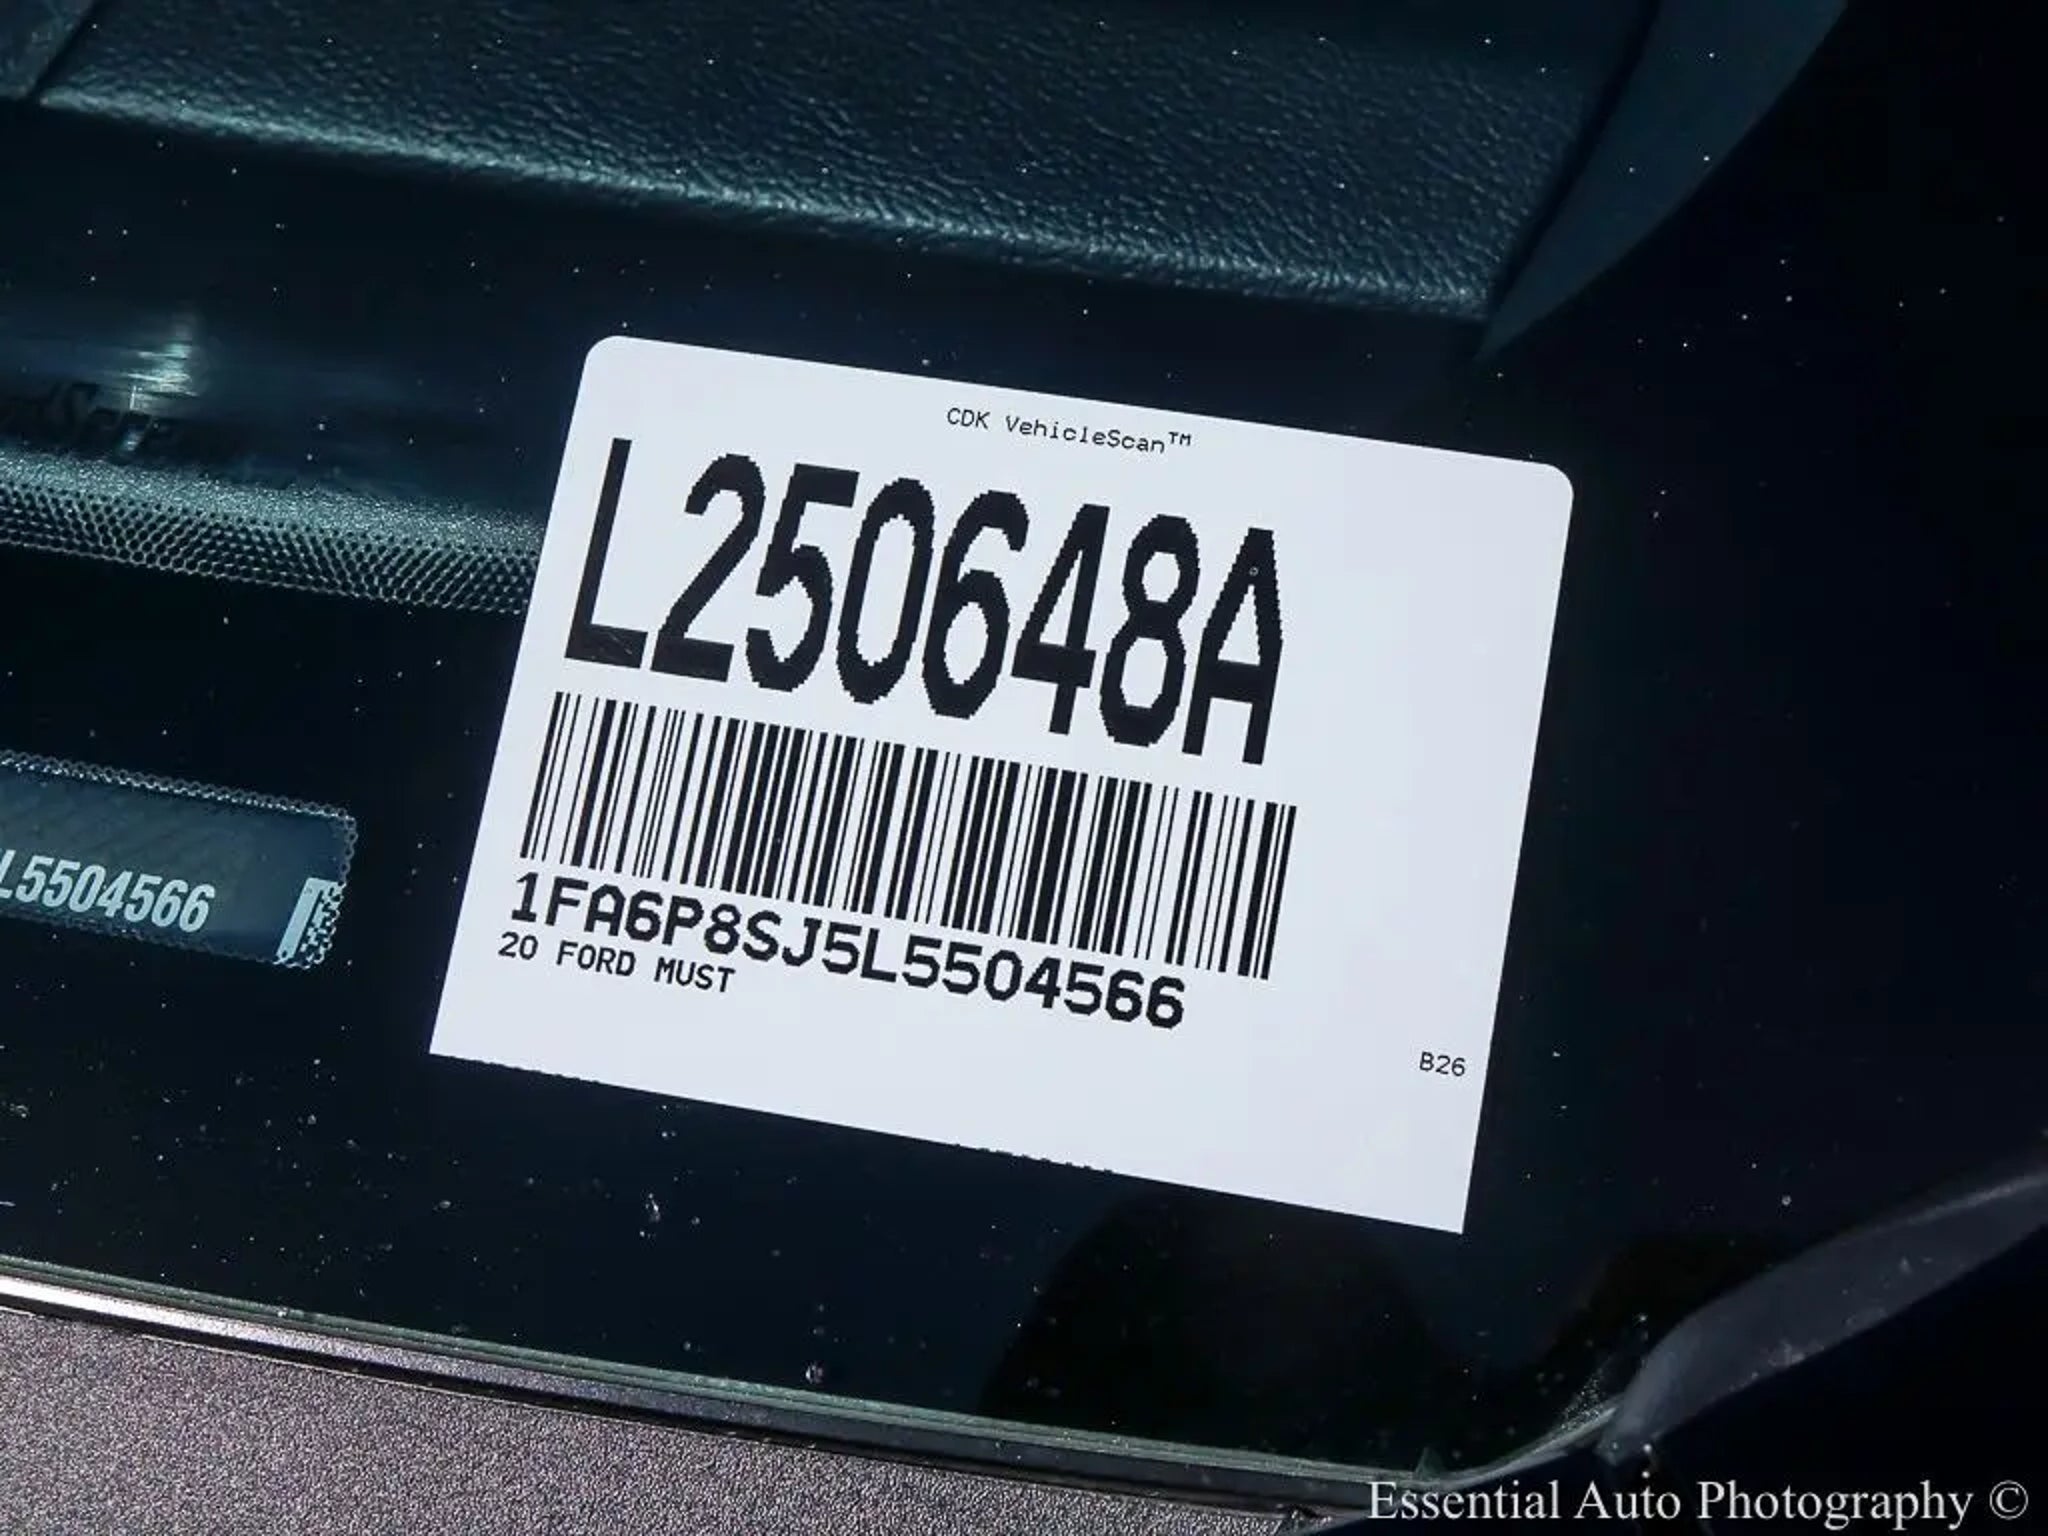 CDK VehicleScan™
L250648A
L5504566
1FA6P8SJ5L5504566
20 FORD MUST
B26
Essential Auto Photography ©